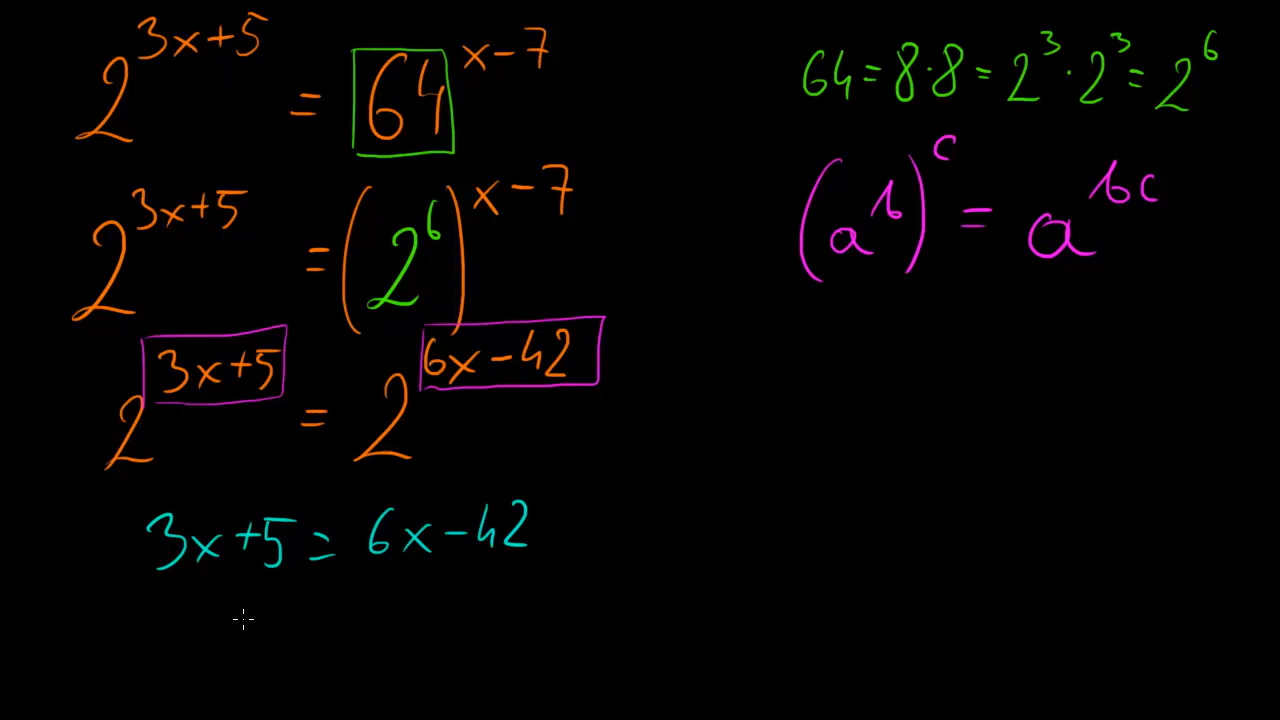 2^{3x+5} = 64^{x-7}
2^{3x+5} = (2^6)^{x-7}
2^{3x+5} = 2^{6x-42}
3x+5 = 6x-42
64 = 8·8 = 2^3·2^3 = 2^6
(a^b)^c = a^{bc}